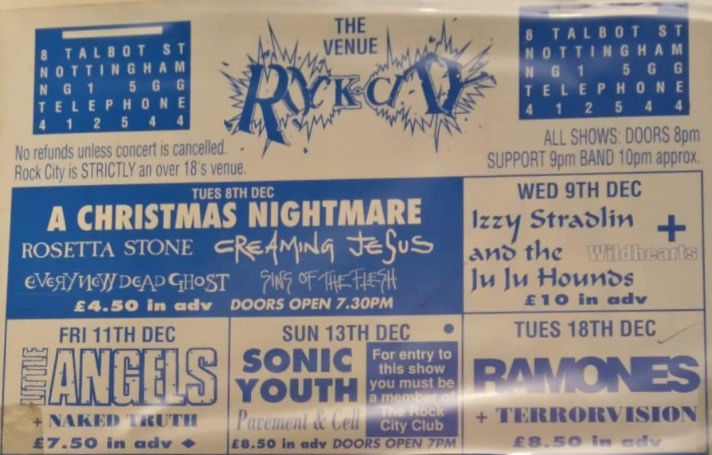 8 TALBOT ST
NOTTINGHAM
NG1 5GG
TELEPHONE
412544
THE
VENUE
ROCK CITY
8 TALBOT ST
NOTTINGHAM
NG1 5GG
TELEPHONE
412544
No refunds unless concert is cancelled.
Rock City is STRICTLY an over 18's venue.
ALL SHOWS: DOORS 8pm
SUPPORT 9pm BAND 10pm approx.
TUES 8TH DEC
A CHRISTMAS NIGHTMARE
ROSETTA STONE CREAMING JESUS
EVERYNEW DEAD GHOST SINS OF THE FLESH
£4.50 in adv DOORS OPEN 7.30PM
WED 9TH DEC
Izzy Stradlin +
and the Wildhearts
Ju Ju Hounds
£10 in adv
FRI 11TH DEC
LITTLE
ANGELS
+ NAKED TRUTH
£7.50 in adv
SUN 13TH DEC
SONIC
YOUTH
Pavement & Cell
£8.50 in adv DOORS OPEN 7PM
For entry to
this show
you must be
a member of
The Rock
City Club
TUES 18TH DEC
RAMONES
+ TERRORVISION
£8.50 in adv